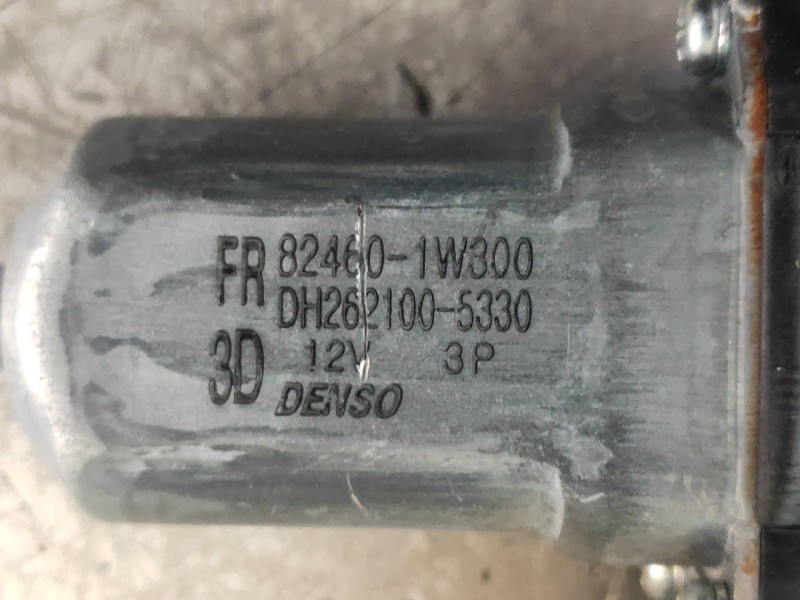 FR 82460-1W300
DH262100-5330
3D 12V 3P
DENSO